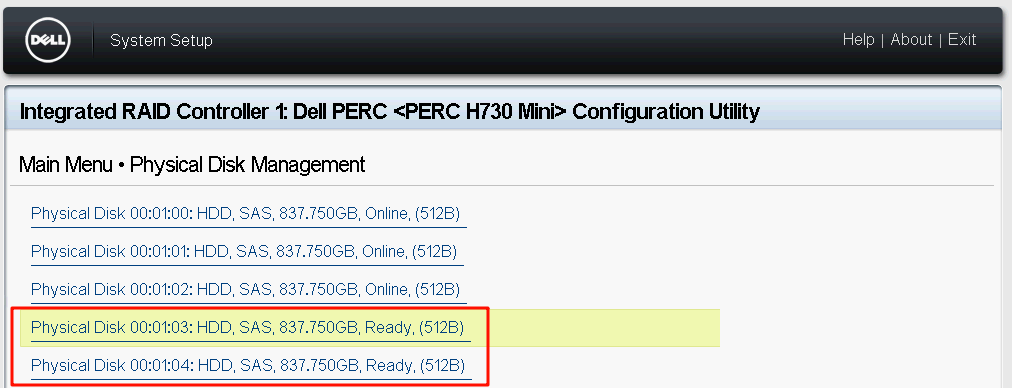 DELL
System Setup
Help | About | Exit
Integrated RAID Controller 1: Dell PERC <PERC H730 Mini> Configuration Utility
Main Menu • Physical Disk Management
Physical Disk 00:01:00: HDD, SAS, 837.750GB, Online, (512B)
Physical Disk 00:01:01: HDD, SAS, 837.750GB, Online, (512B)
Physical Disk 00:01:02: HDD, SAS, 837.750GB, Online, (512B)
Physical Disk 00:01:03: HDD, SAS, 837.750GB, Ready, (512B)
Physical Disk 00:01:04: HDD, SAS, 837.750GB, Ready, (512B)